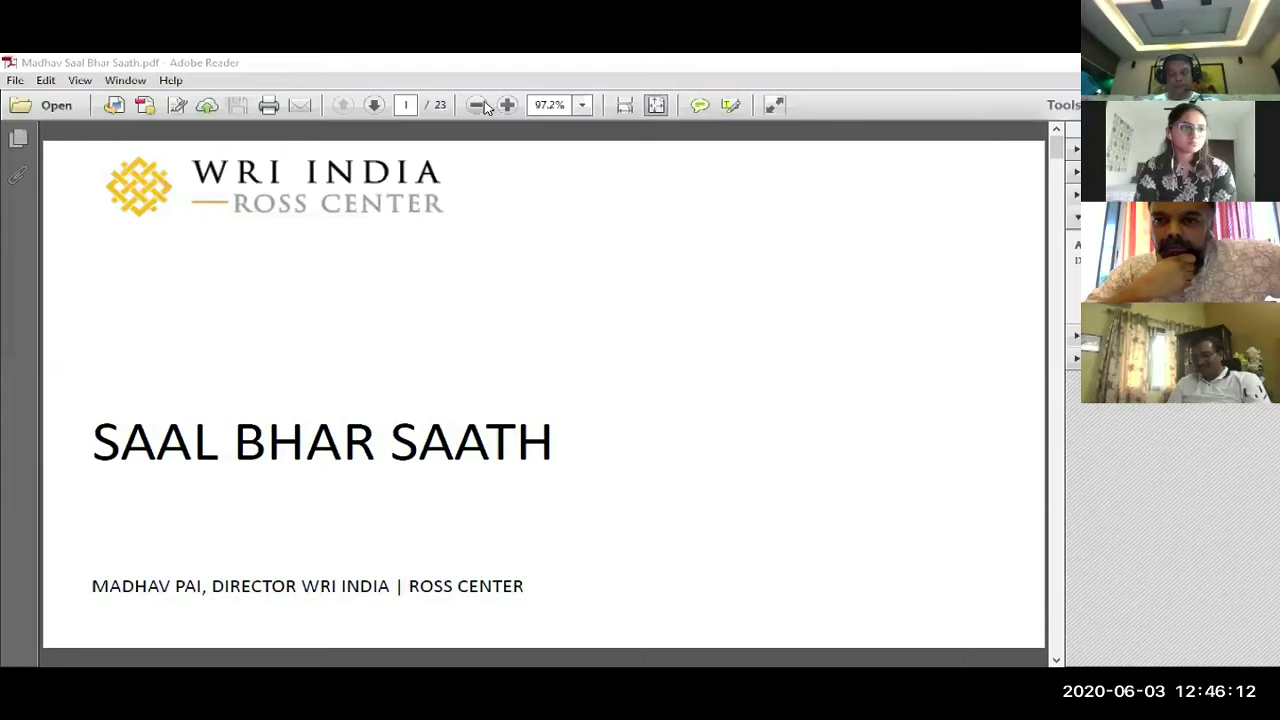 Madhav Saal Bhar Saath.pdf - Adobe Reader
File Edit View Window Help
Open 1 / 23 97.2% Tools
WRI INDIA
ROSS CENTER
SAAL BHAR SAATH
MADHAV PAI, DIRECTOR WRI INDIA | ROSS CENTER
2020-06-03 12:46:12